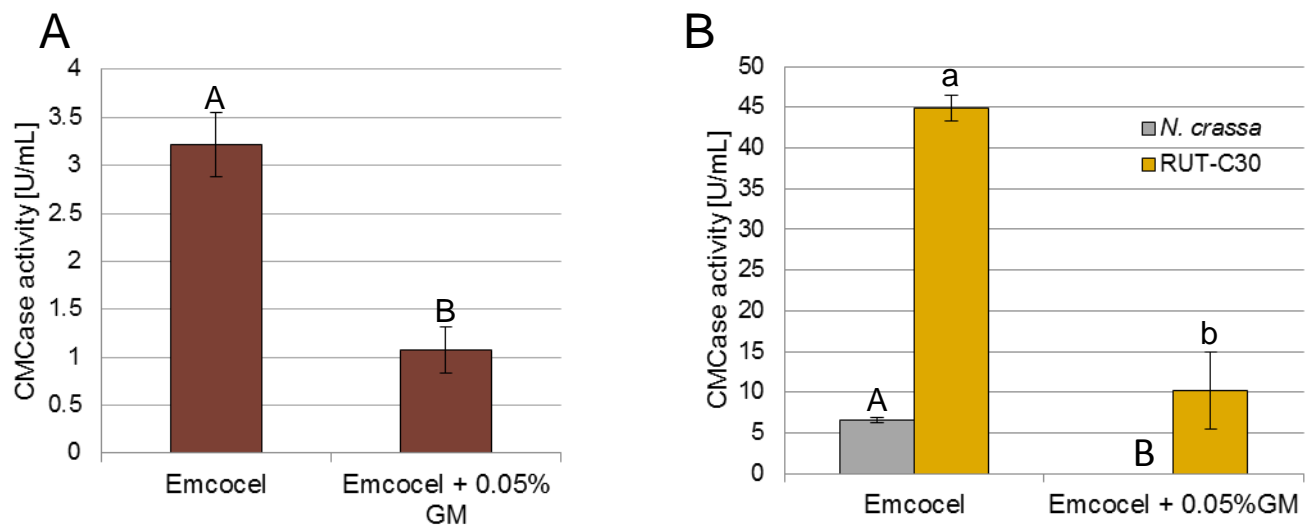 A
CMCase activity [U/mL]
4
3.5
3
2.5
2
1.5
1
0.5
0
A
B
Emcocel
Emcocel + 0.05%
GM
B
CMCase activity [U/mL]
50
45
40
35
30
25
20
15
10
5
0
A
a
B
b
N. crassa
RUT-C30
Emcocel
Emcocel + 0.05%GM